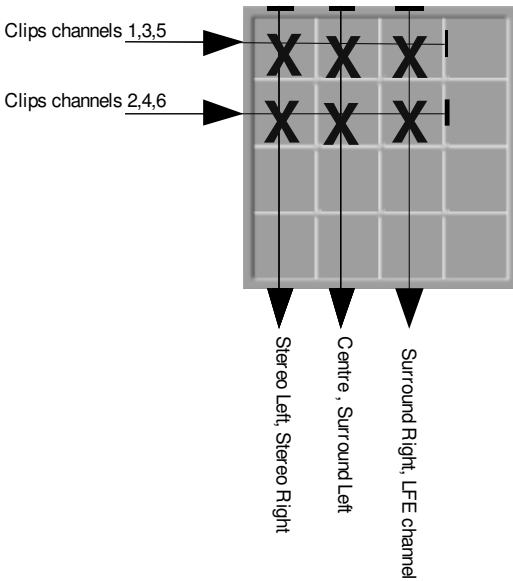 Clips channels 1,3,5
Clips channels 2,4,6
X X X
X X X
Stereo Left, Stereo Right
Centre , Surround Left
Surround Right, LFE channel